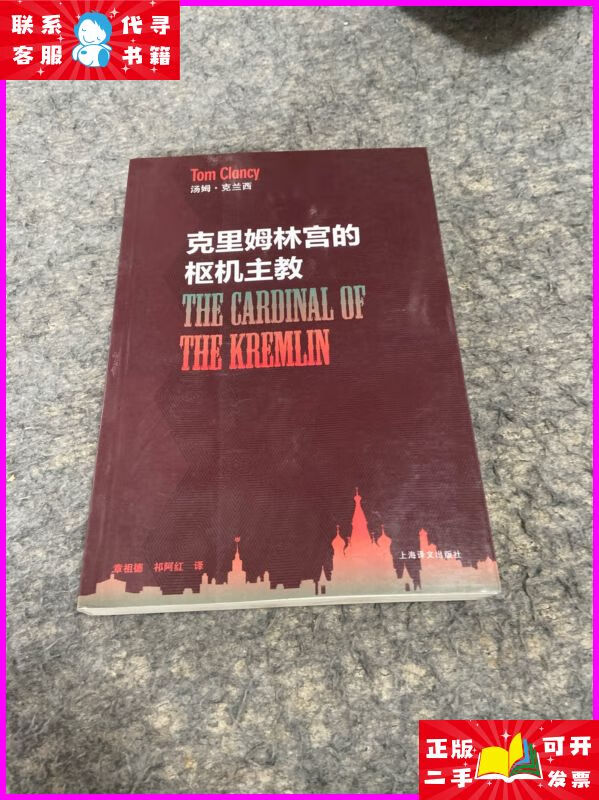 联系 代寻
客服 书籍
Tom Clancy
汤姆·克兰西
克里姆林宫的
枢机主教
THE CARDINAL OF
THE KREMLIN
章祖德 祁阿红 译
上海译文出版社
正版 可开
二手 发票